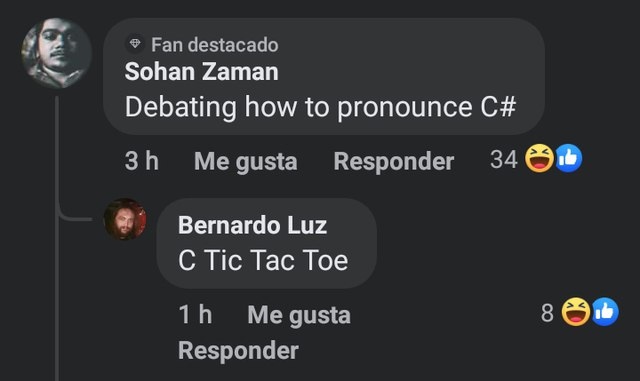 Fan destacado
Sohan Zaman
Debating how to pronounce C#
3 h Me gusta Responder 34
Bernardo Luz
C Tic Tac Toe
1 h Me gusta 8
Responder